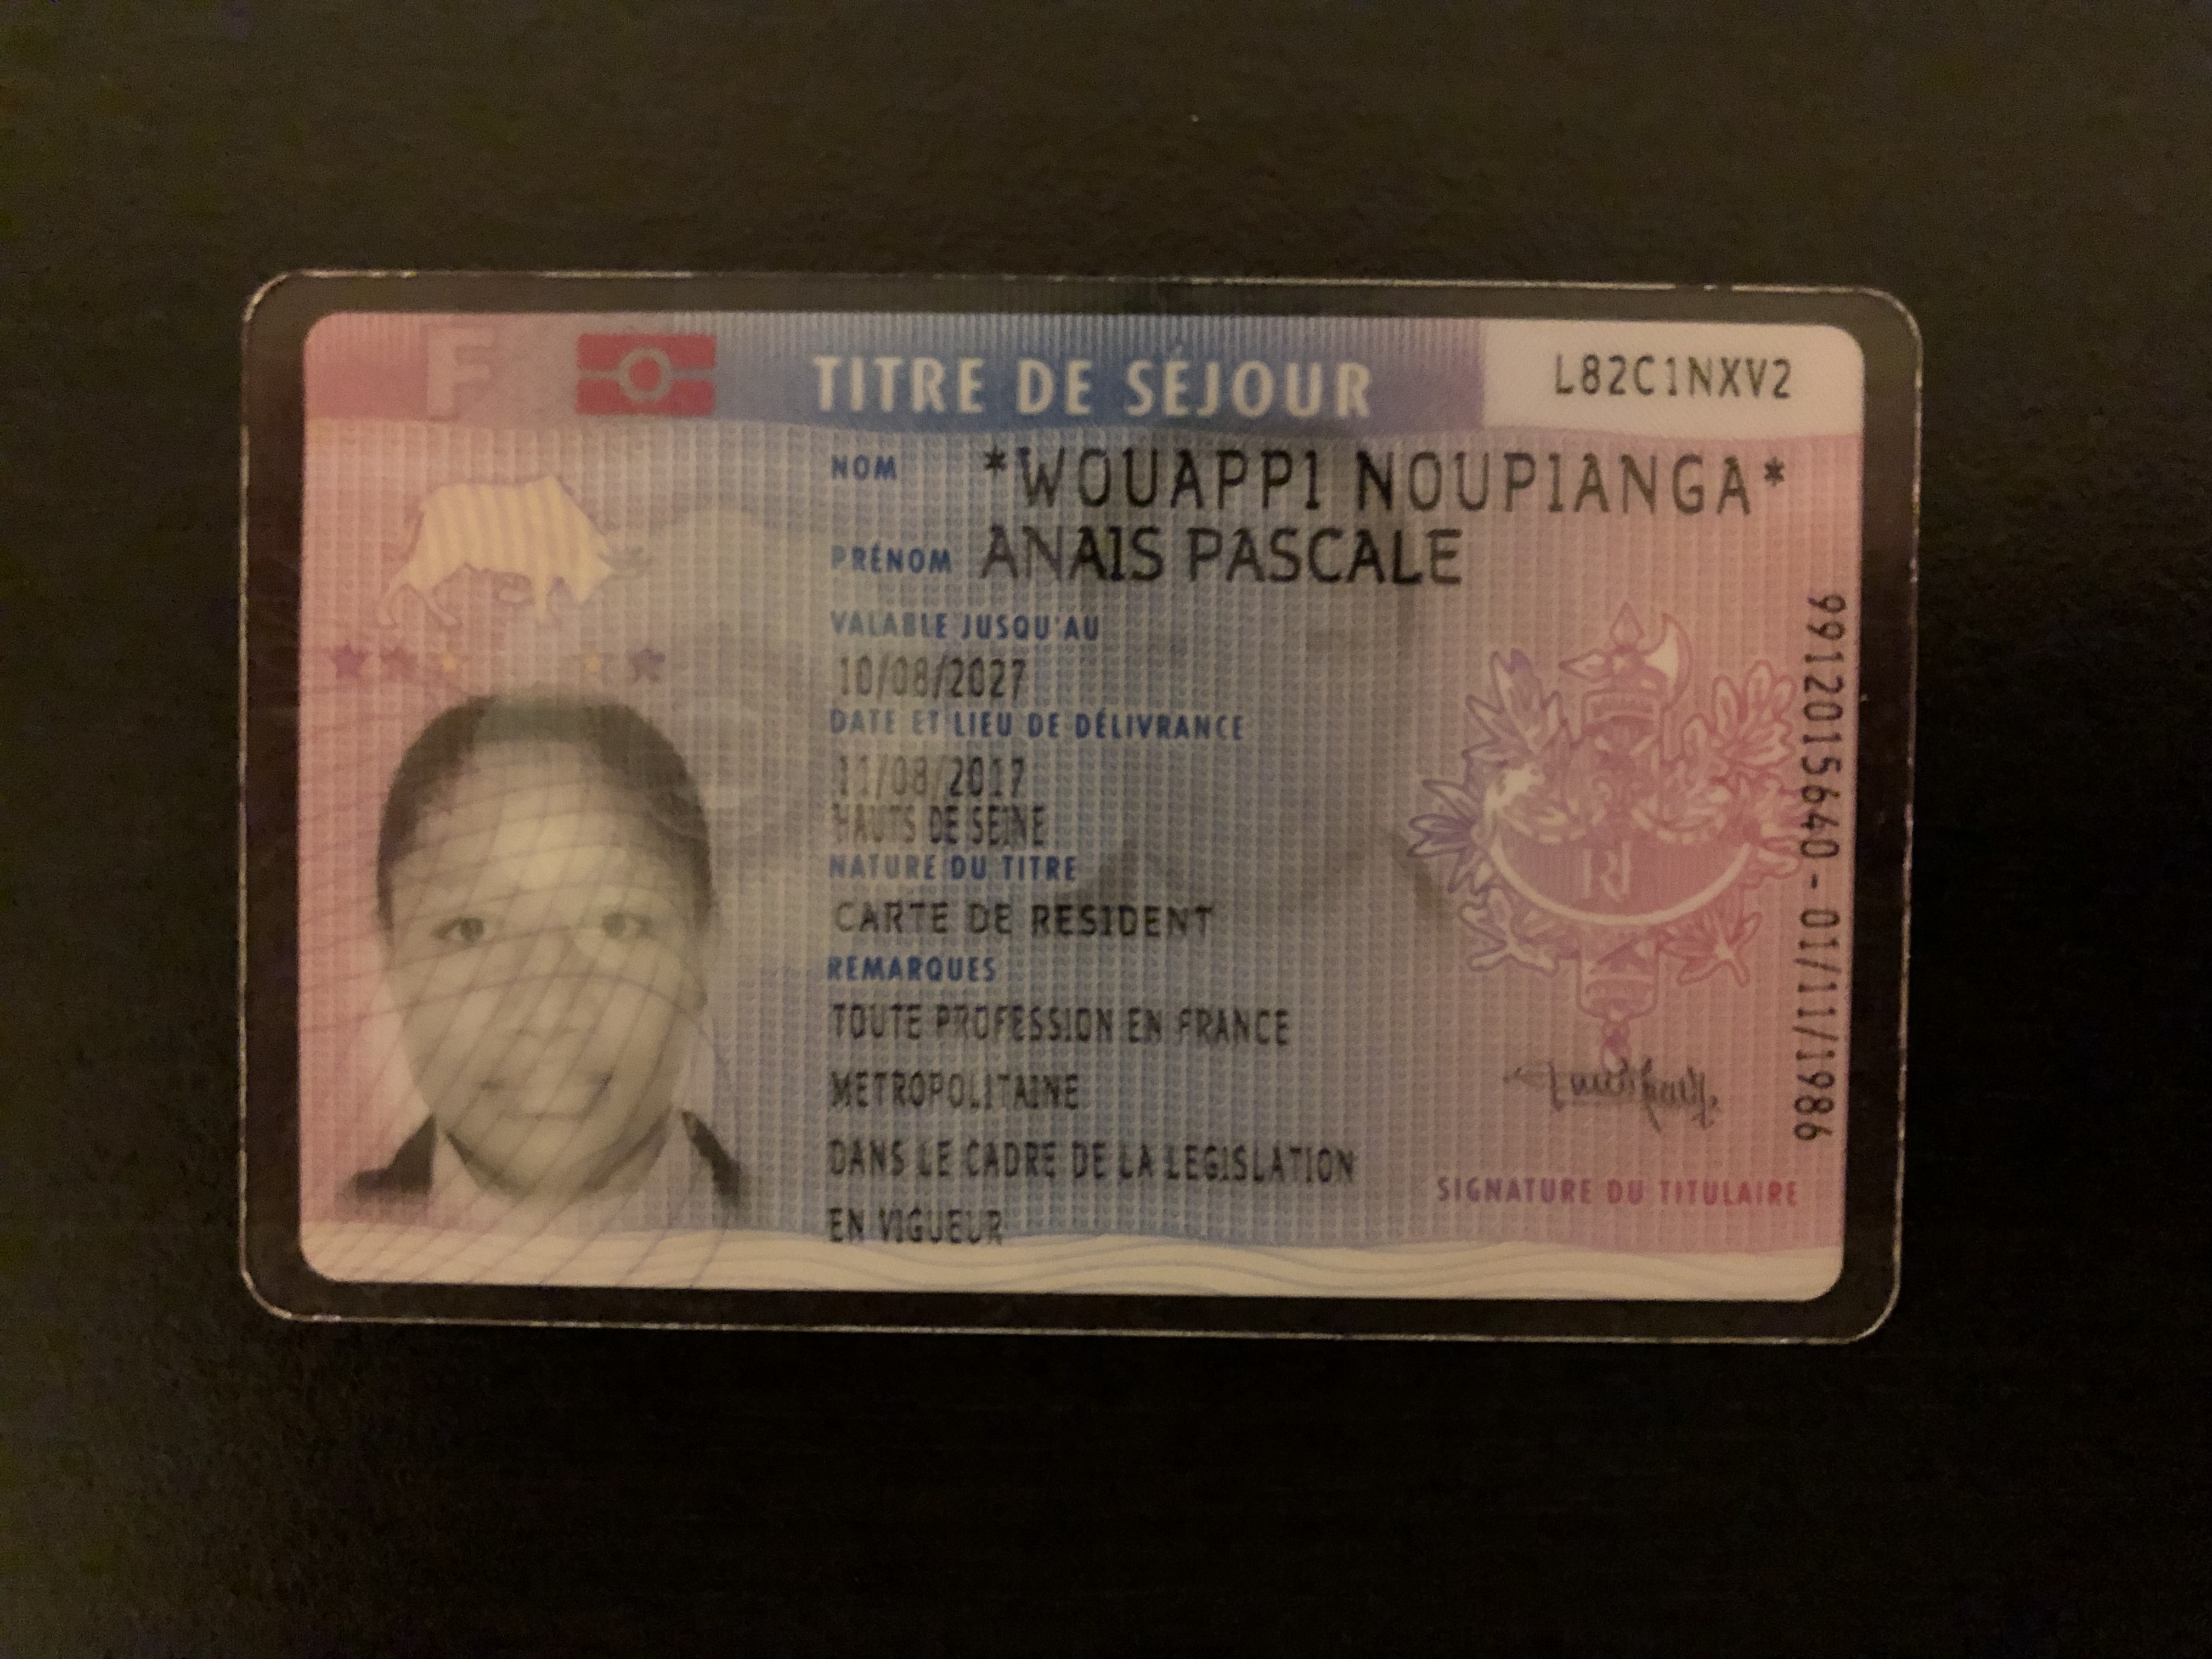 F
TITRE DE SÉJOUR
L82C1NXV2
NOM *WOUAPPI NOUPIANGA*
PRÉNOM ANAIS PASCALE
VALABLE JUSQU'AU
10/08/2027
DATE ET LIEU DE DÉLIVRANCE
11/08/2017
HAUTS DE SEINE
NATURE DU TITRE
CARTE DE RESIDENT
REMARQUES
TOUTE PROFESSION EN FRANCE
METROPOLITAINE
DANS LE CADRE DE LA LEGISLATION
EN VIGUEUR
RF
SIGNATURE DU TITULAIRE
9912015640 - 01/11/1986